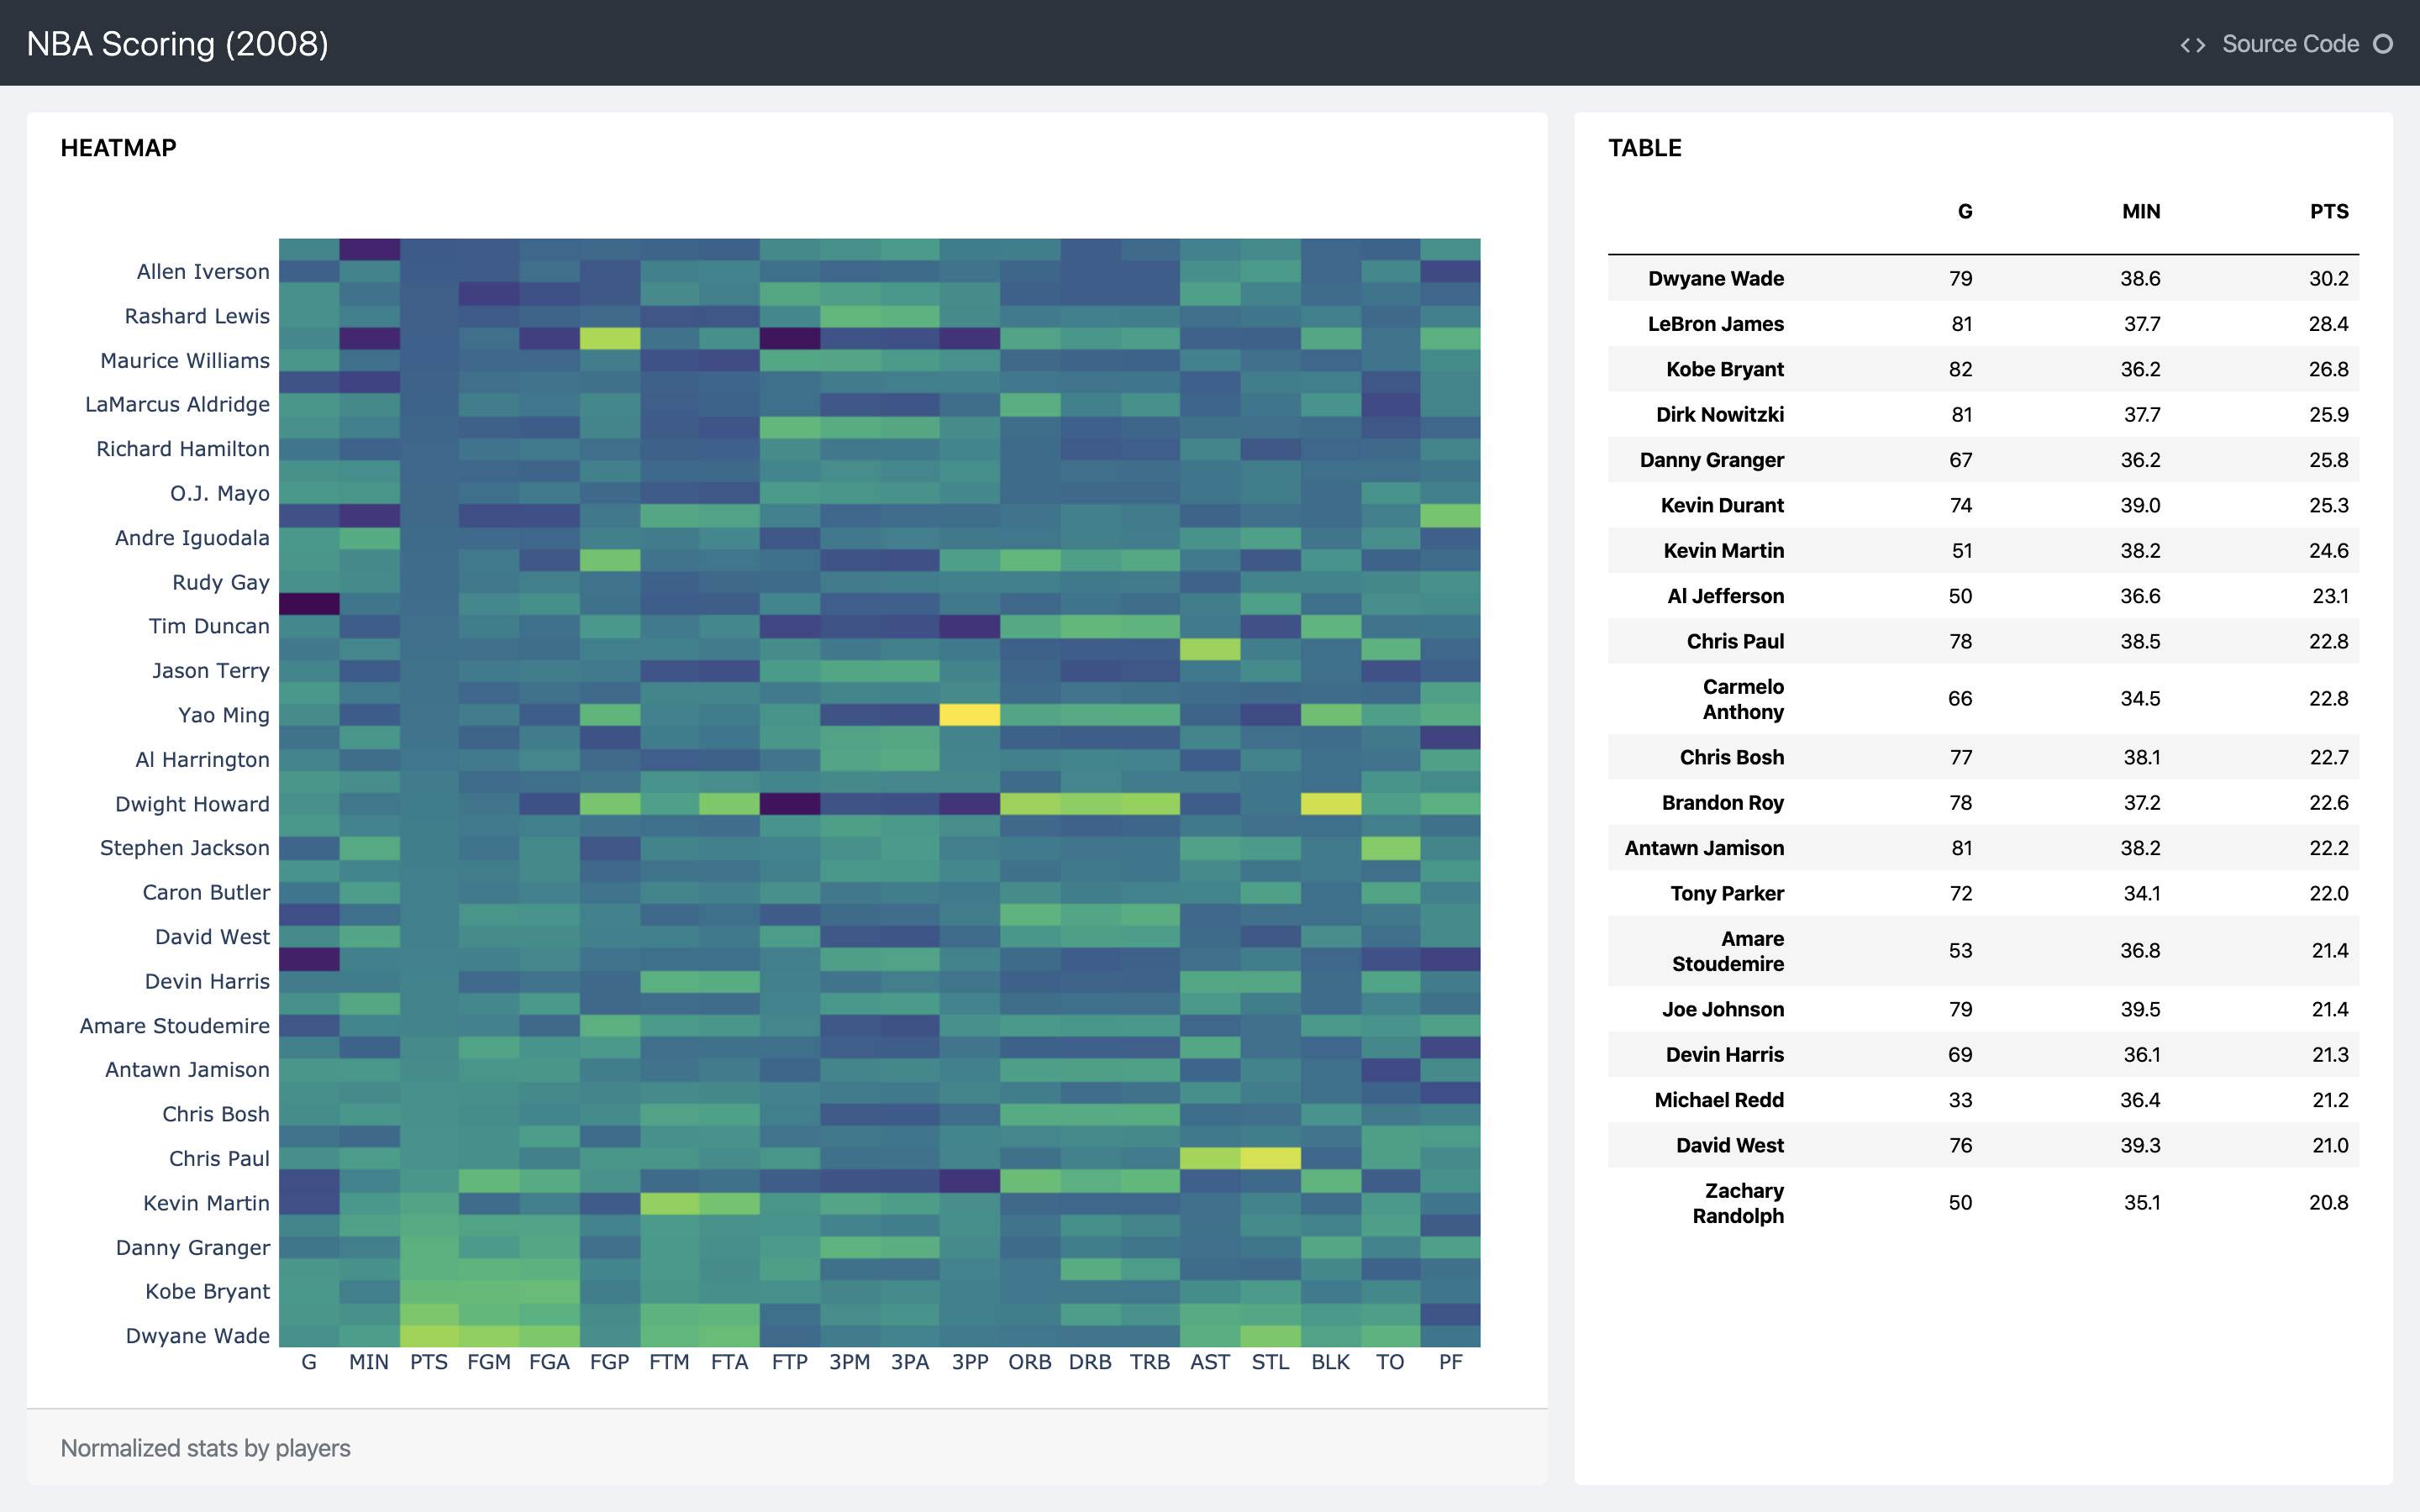 NBA Scoring (2008)
Source Code
HEATMAP
Allen Iverson
Rashard Lewis
Maurice Williams
LaMarcus Aldridge
Richard Hamilton
O.J. Mayo
Andre Iguodala
Rudy Gay
Tim Duncan
Jason Terry
Yao Ming
Al Harrington
Dwight Howard
Stephen Jackson
Caron Butler
David West
Devin Harris
Amare Stoudemire
Antawn Jamison
Chris Bosh
Chris Paul
Kevin Martin
Danny Granger
Kobe Bryant
Dwyane Wade
G MIN PTS FGM FGA FGP FTM FTA FTP 3PM 3PA 3PP ORB DRB TRB AST STL BLK TO PF
Normalized stats by players
TABLE
G MIN PTS
Dwyane Wade 79 38.6 30.2
LeBron James 81 37.7 28.4
Kobe Bryant 82 36.2 26.8
Dirk Nowitzki 81 37.7 25.9
Danny Granger 67 36.2 25.8
Kevin Durant 74 39.0 25.3
Kevin Martin 51 38.2 24.6
Al Jefferson 50 36.6 23.1
Chris Paul 78 38.5 22.8
Carmelo
Anthony 66 34.5 22.8
Chris Bosh 77 38.1 22.7
Brandon Roy 78 37.2 22.6
Antawn Jamison 81 38.2 22.2
Tony Parker 72 34.1 22.0
Amare
Stoudemire 53 36.8 21.4
Joe Johnson 79 39.5 21.4
Devin Harris 69 36.1 21.3
Michael Redd 33 36.4 21.2
David West 76 39.3 21.0
Zachary
Randolph 50 35.1 20.8